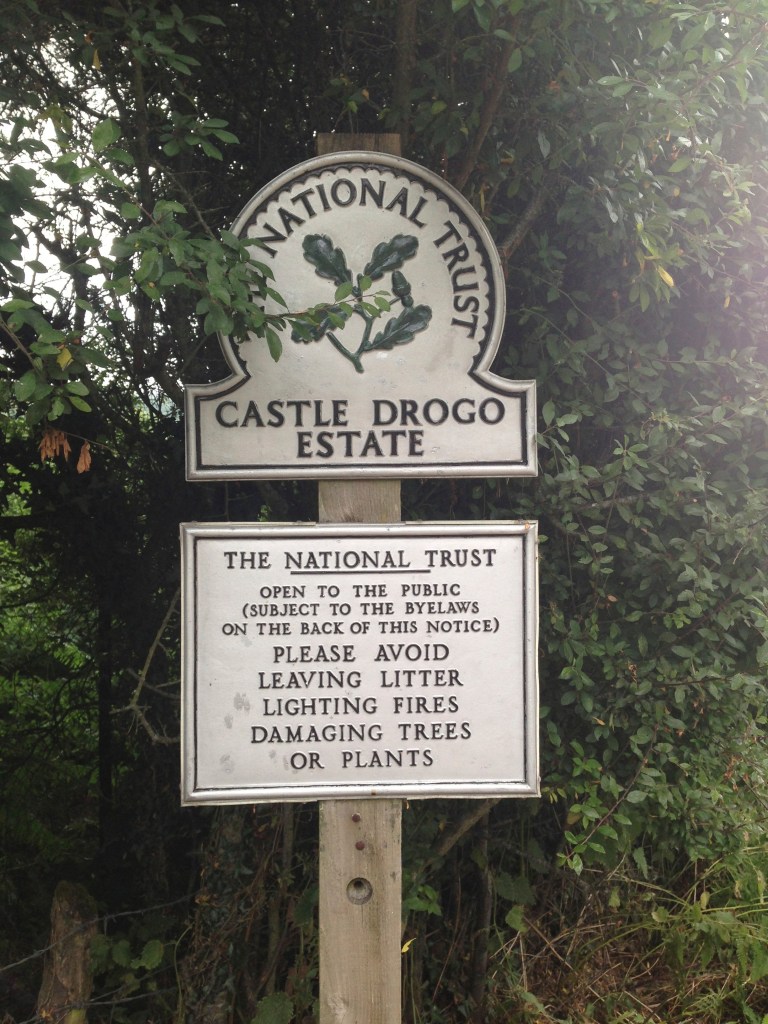 NATIONAL TRUST
CASTLE DROGO
ESTATE
THE NATIONAL TRUST
OPEN TO THE PUBLIC
(SUBJECT TO THE BYELAWS
ON THE BACK OF THIS NOTICE)
PLEASE AVOID
LEAVING LITTER
LIGHTING FIRES
DAMAGING TREES
OR PLANTS